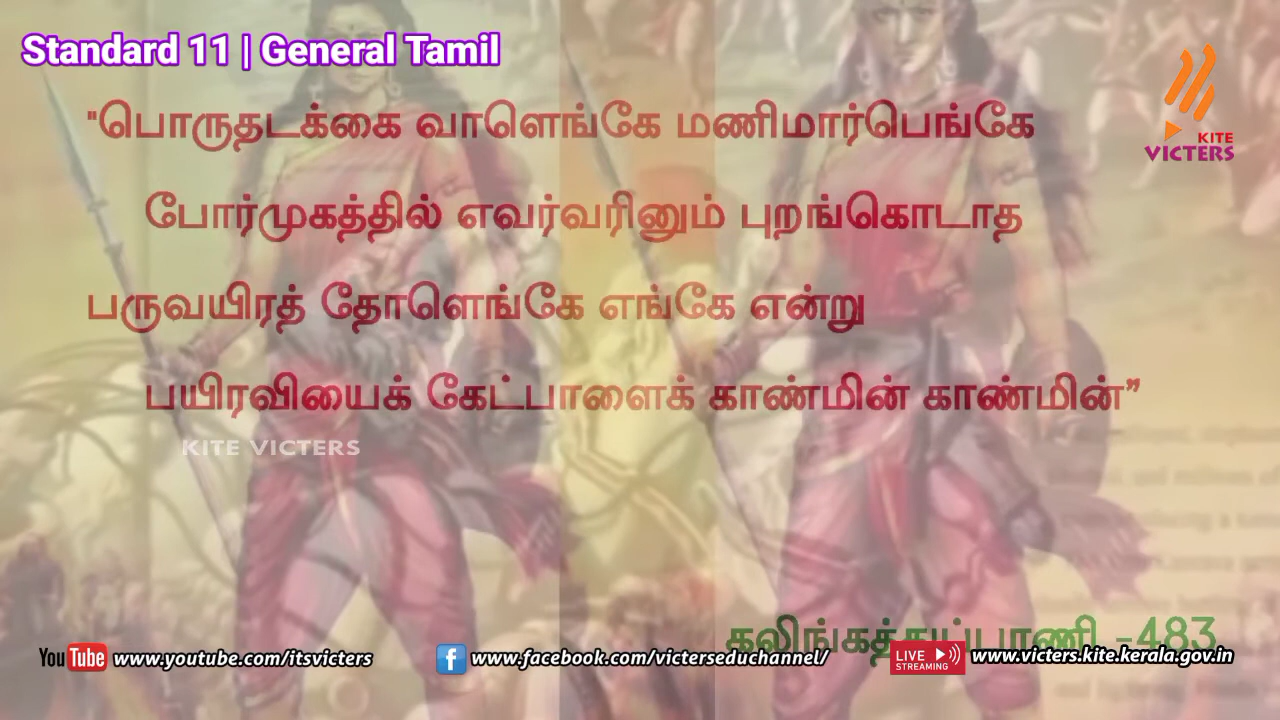 Standard 11 | General Tamil
"பொருதடக்கை வாளெங்கே மணிமார்பெங்கே
போர்முகத்தில் எவர்வரினும் புறங்கொடாத
பருவயிரத் தோளெங்கே எங்கே என்று
பயிரவியைக் கேட்பாளைக் காண்மின் காண்மின்”
KITE VICTERS
KITE VICTERS
கலிங்கத்துப்பரணி -483
YouTube www.youtube.com/itsvicters
f www.facebook.com/victerseduchannel/
LIVE STREAMING www.victers.kite.kerala.gov.in